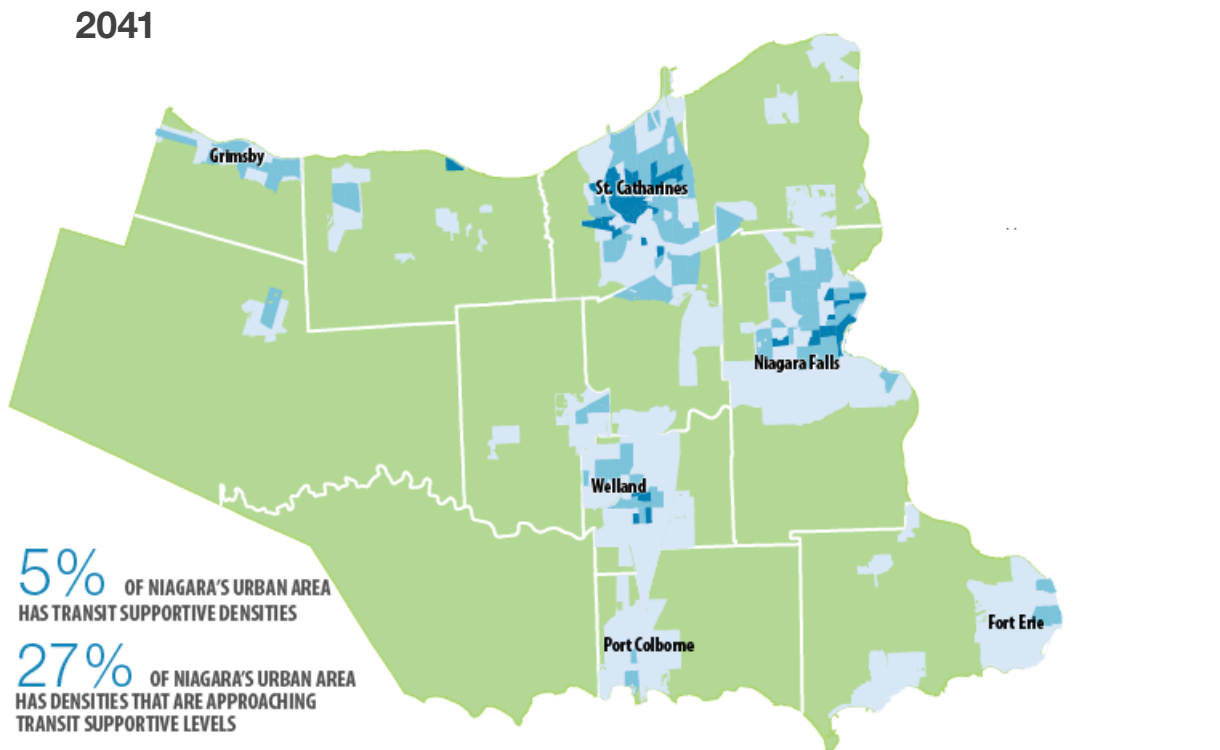 2041
Grimsby
St. Catharines
Niagara Falls
Welland
Port Colborne
Fort Erie
5% OF NIAGARA'S URBAN AREA
HAS TRANSIT SUPPORTIVE DENSITIES
27% OF NIAGARA'S URBAN AREA
HAS DENSITIES THAT ARE APPROACHING
TRANSIT SUPPORTIVE LEVELS